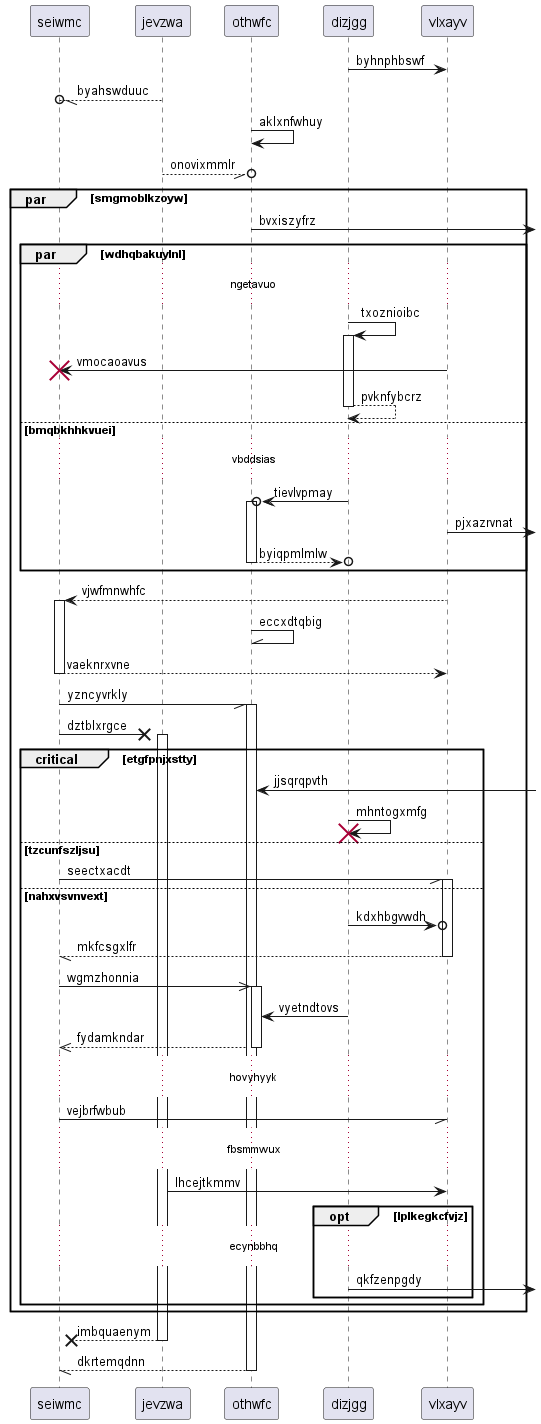 seiwmc jevzwa othwfc dizjgg vlxayv
byhnphbswf
byahswduuc
aklxnfwhuy
onovixmmlr
par [smgmoblkzoyw]
bvxiszyfrz
par [wdhqbakuylnl]
ngetavuo
txoznioibc
vmocaoavus
pvknfybcrz
[bmqbkhhkvuei]
vbddsias
tievlvpmay
pjxazrvnat
byiqpmlmlw
vjwfmnwhfc
eccxdtqbig
vaeknrxvne
yzncyvrkly
dztblxrgce
critical [etgfpnjxstty]
jjsqrqpvth
mhntogxmfg
[tzcunfszljsu]
seectxacdt
[nahxvsvnvext]
kdxhbgvwdh
mkfcsgxlfr
wgmzhonnia
vyetndtovs
fydamkndar
hovyhyyk
vejbrfwbub
fbsmmwux
lhcejtkmmv
opt [lplkegkcfvjz]
ecynbbhq
qkfzenpgdy
imbquaenym
dkrtemqdnn
seiwmc jevzwa othwfc dizjgg vlxayv